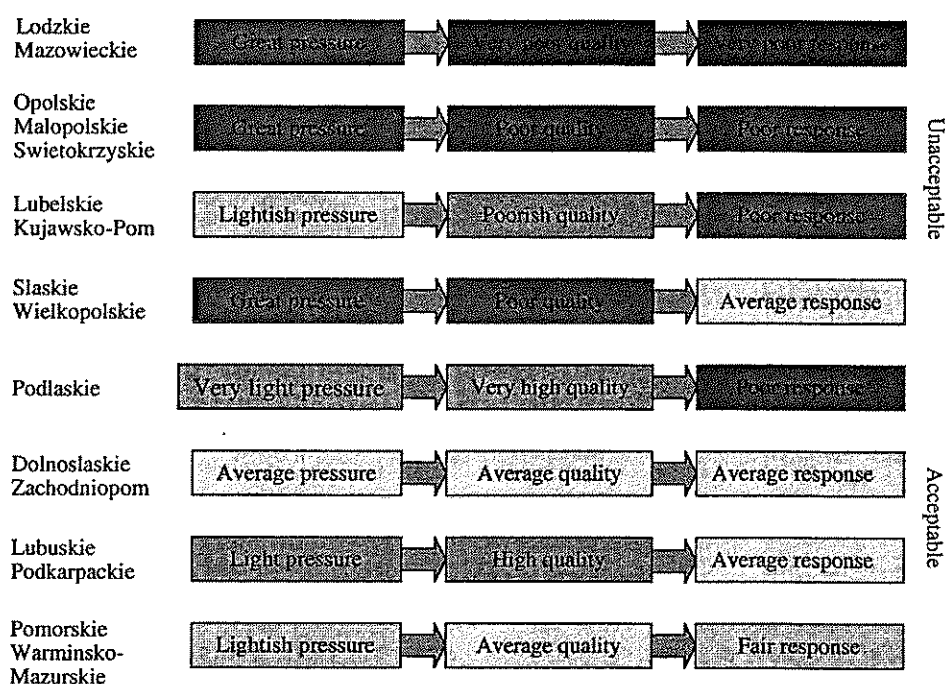 Lodzkie
Mazowieckie
Great pressure
Very poor quality
Very poor response
Opolskie
Malopolskie
Swietokrzyskie
Great pressure
Poor quality
Poor response
Unacceptable
Lubelskie
Kujawsko-Pom
Lightish pressure
Poorish quality
Poor response
Slaskie
Wielkopolskie
Great pressure
Poor quality
Average response
Podlaskie
Very light pressure
Very high quality
Poor response
Dolnoslaskie
Zachodniopom
Average pressure
Average quality
Average response
Acceptable
Lubuskie
Podkarpackie
Light pressure
High quality
Average response
Pomorskie
Warminsko-
Mazurskie
Lightish pressure
Average quality
Fair response